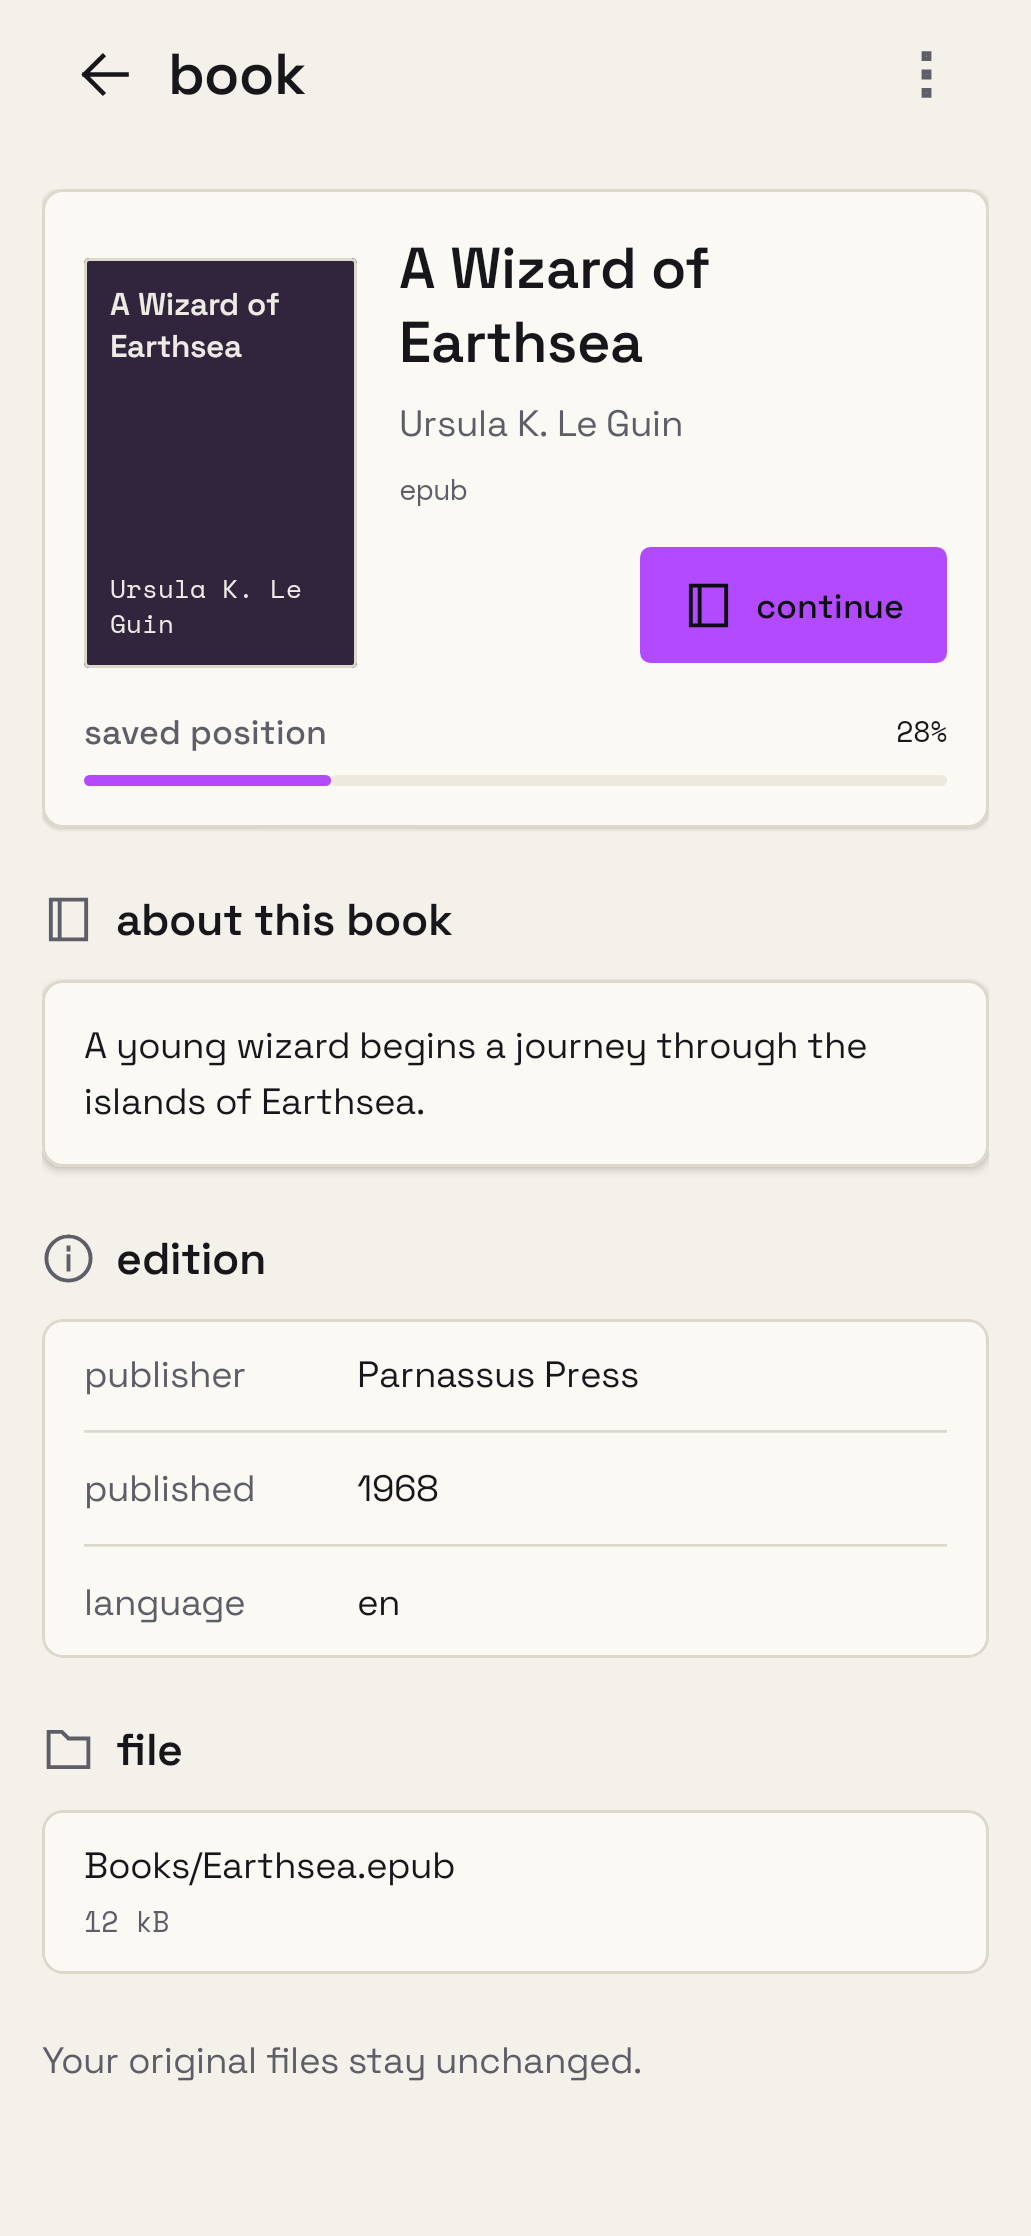 book
A Wizard of
Earthsea
Ursula K. Le
Guin
A Wizard of
Earthsea
Ursula K. Le Guin
epub
continue
saved position
28%
about this book
A young wizard begins a journey through the
islands of Earthsea.
edition
publisher Parnassus Press
published 1968
language en
file
Books/Earthsea.epub
12 kB
Your original files stay unchanged.